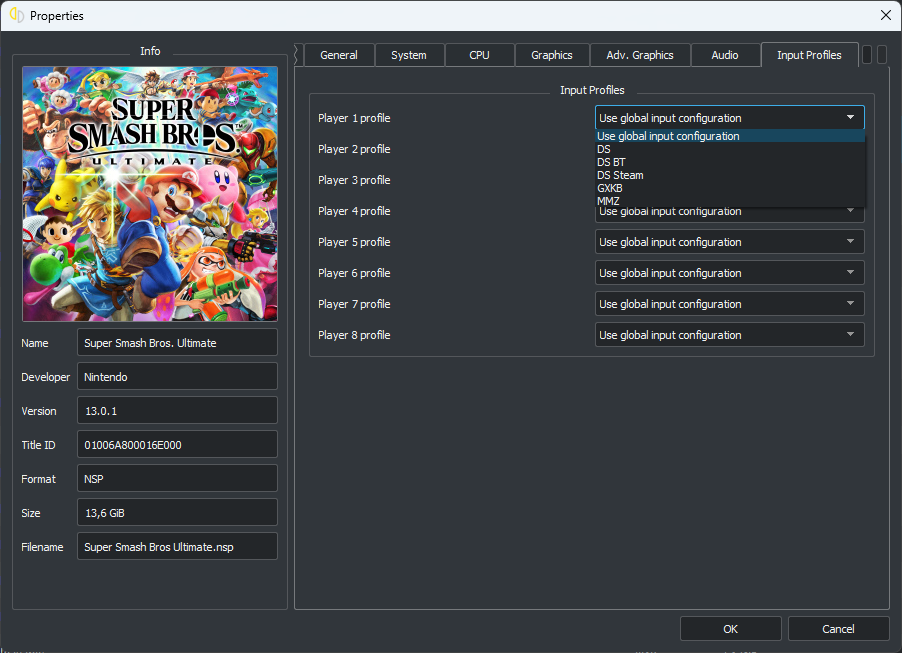 Properties
Info
SUPER
SMASH BROS.
ULTIMATE
Name
Super Smash Bros. Ultimate
Developer
Nintendo
Version
13.0.1
Title ID
01006A800016E000
Format
NSP
Size
13,6 GiB
Filename
Super Smash Bros Ultimate.nsp
General
System
CPU
Graphics
Adv. Graphics
Audio
Input Profiles
Input Profiles
Player 1 profile
Use global input configuration
Use global input configuration
DS
DS BT
DS Steam
GXKB
MMZ
Player 2 profile
Player 3 profile
Player 4 profile
Use global input configuration
Player 5 profile
Use global input configuration
Player 6 profile
Use global input configuration
Player 7 profile
Use global input configuration
Player 8 profile
Use global input configuration
OK
Cancel